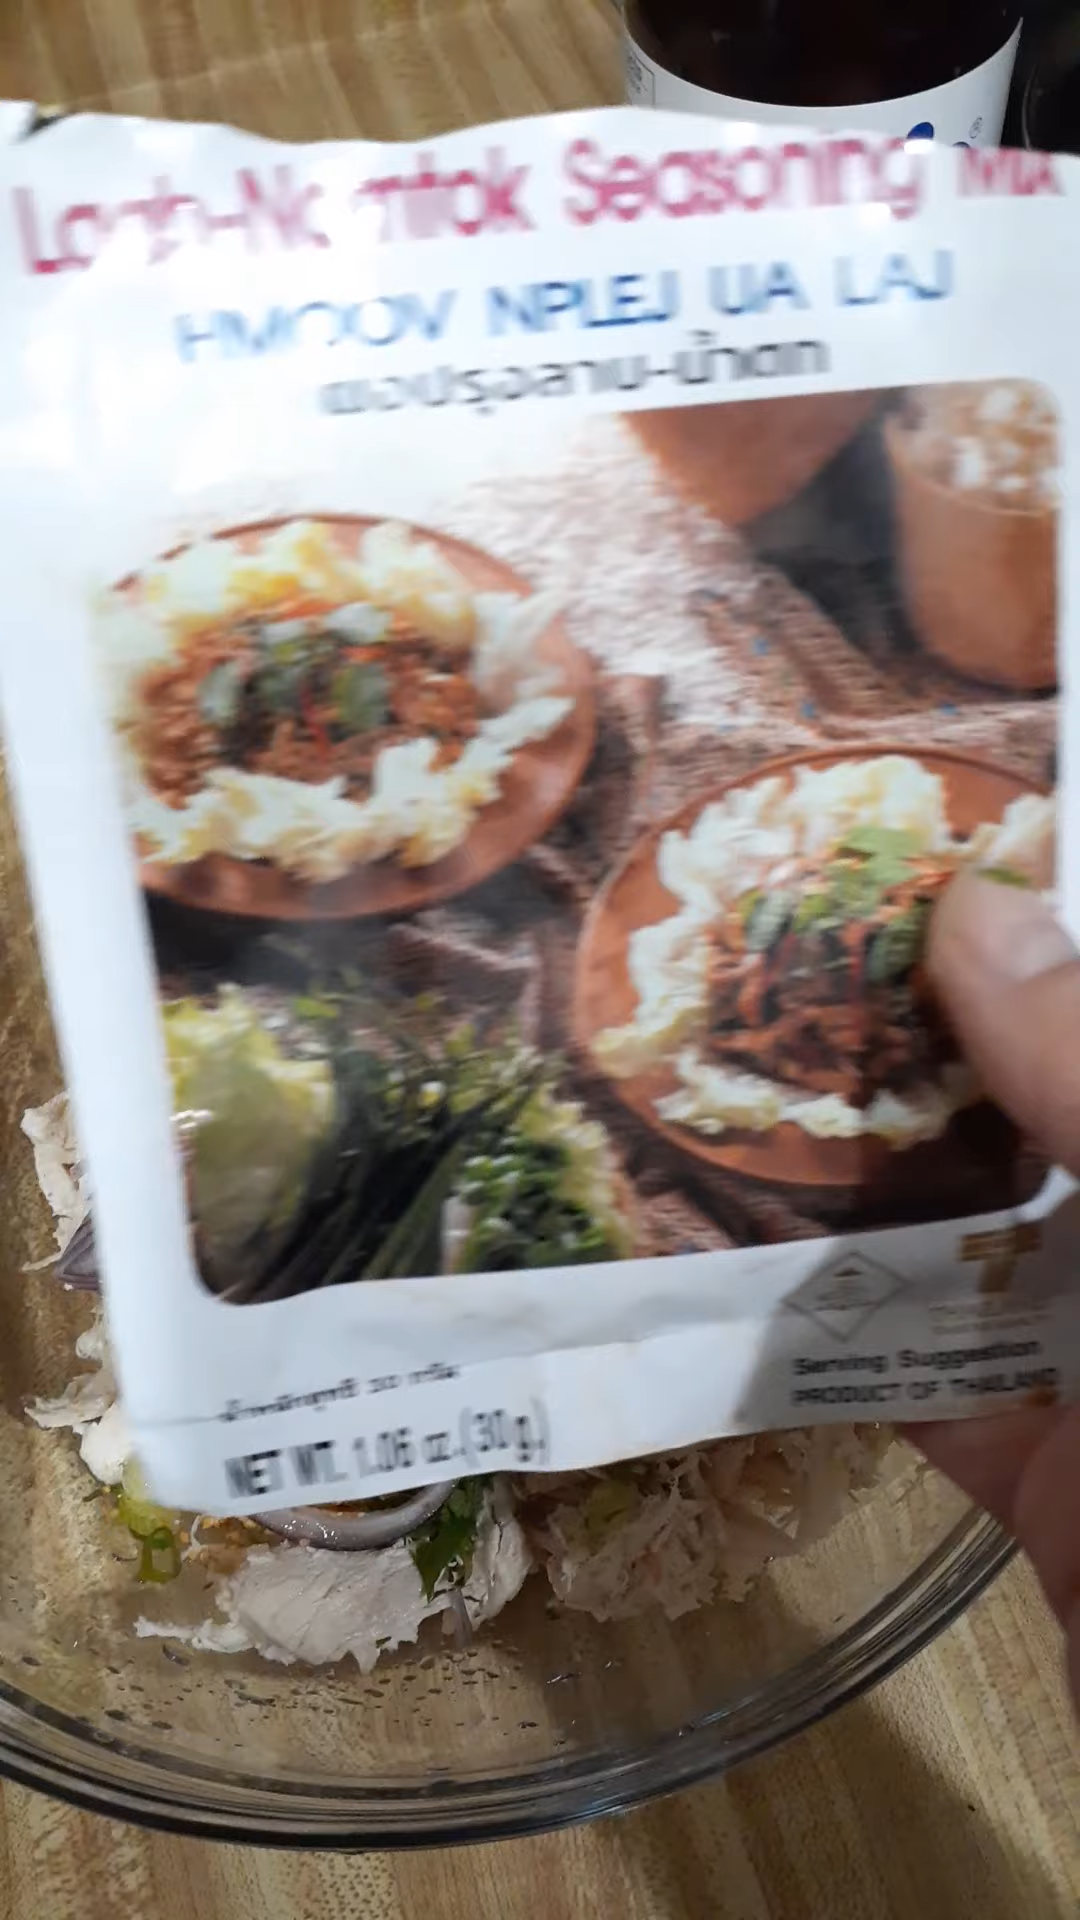 Larb-Namtok Seasoning Mix
HMOOV NPLEJ UA LAJ
ผงปรุงลาบ-น้ำตก
น้ำหนักสุทธิ 30 กรัม
NET WT. 1.06 oz.(30g.)
Serving Suggestion
PRODUCT OF THAILAND